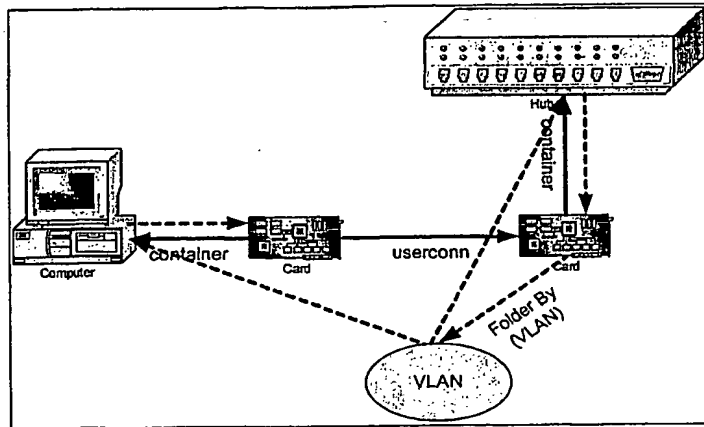 Hub
container
Computer
container
Card
userconn
Card
Folder By
(VLAN)
VLAN